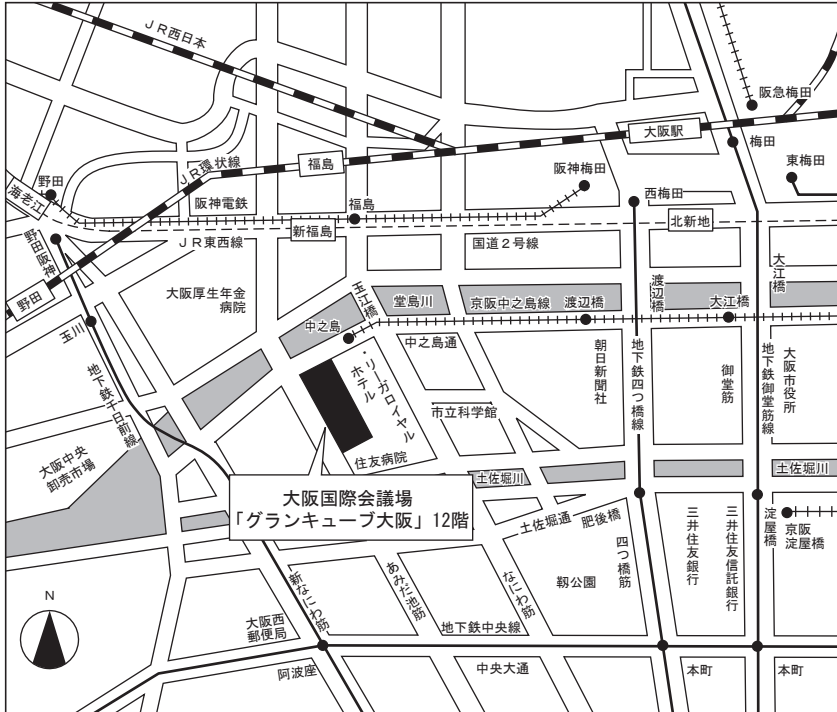 JR西日本
阪急梅田
大阪駅
梅田
東梅田
JR環状線
福島
野田
海老江
阪神電鉄
福島
阪神梅田
西梅田
北新地
新福島
JR東西線
国道2号線
野田阪神
野田
大阪厚生年金
病院
玉江橋
堂島川
京阪中之島線
渡辺橋
渡辺橋
大江橋
大江橋
玉川
中之島
中之島通
地下鉄千日前線
リーガロイヤル・
ホテル
朝日新聞社
地下鉄四つ橋線
御堂筋
地下鉄御堂筋線
大阪市役所
市立科学館
住友病院
大阪中央
卸売市場
土佐堀川
土佐堀川
大阪国際会議場
「グランキューブ大阪」12階
土佐堀通
肥後橋
四つ橋筋
三井住友銀行
三井住友信託銀行
淀屋橋
京阪
淀屋橋
新なにわ筋
あみだ池筋
なにわ筋
靱公園
N
大阪西
郵便局
地下鉄中央線
阿波座
中央大通
本町
本町